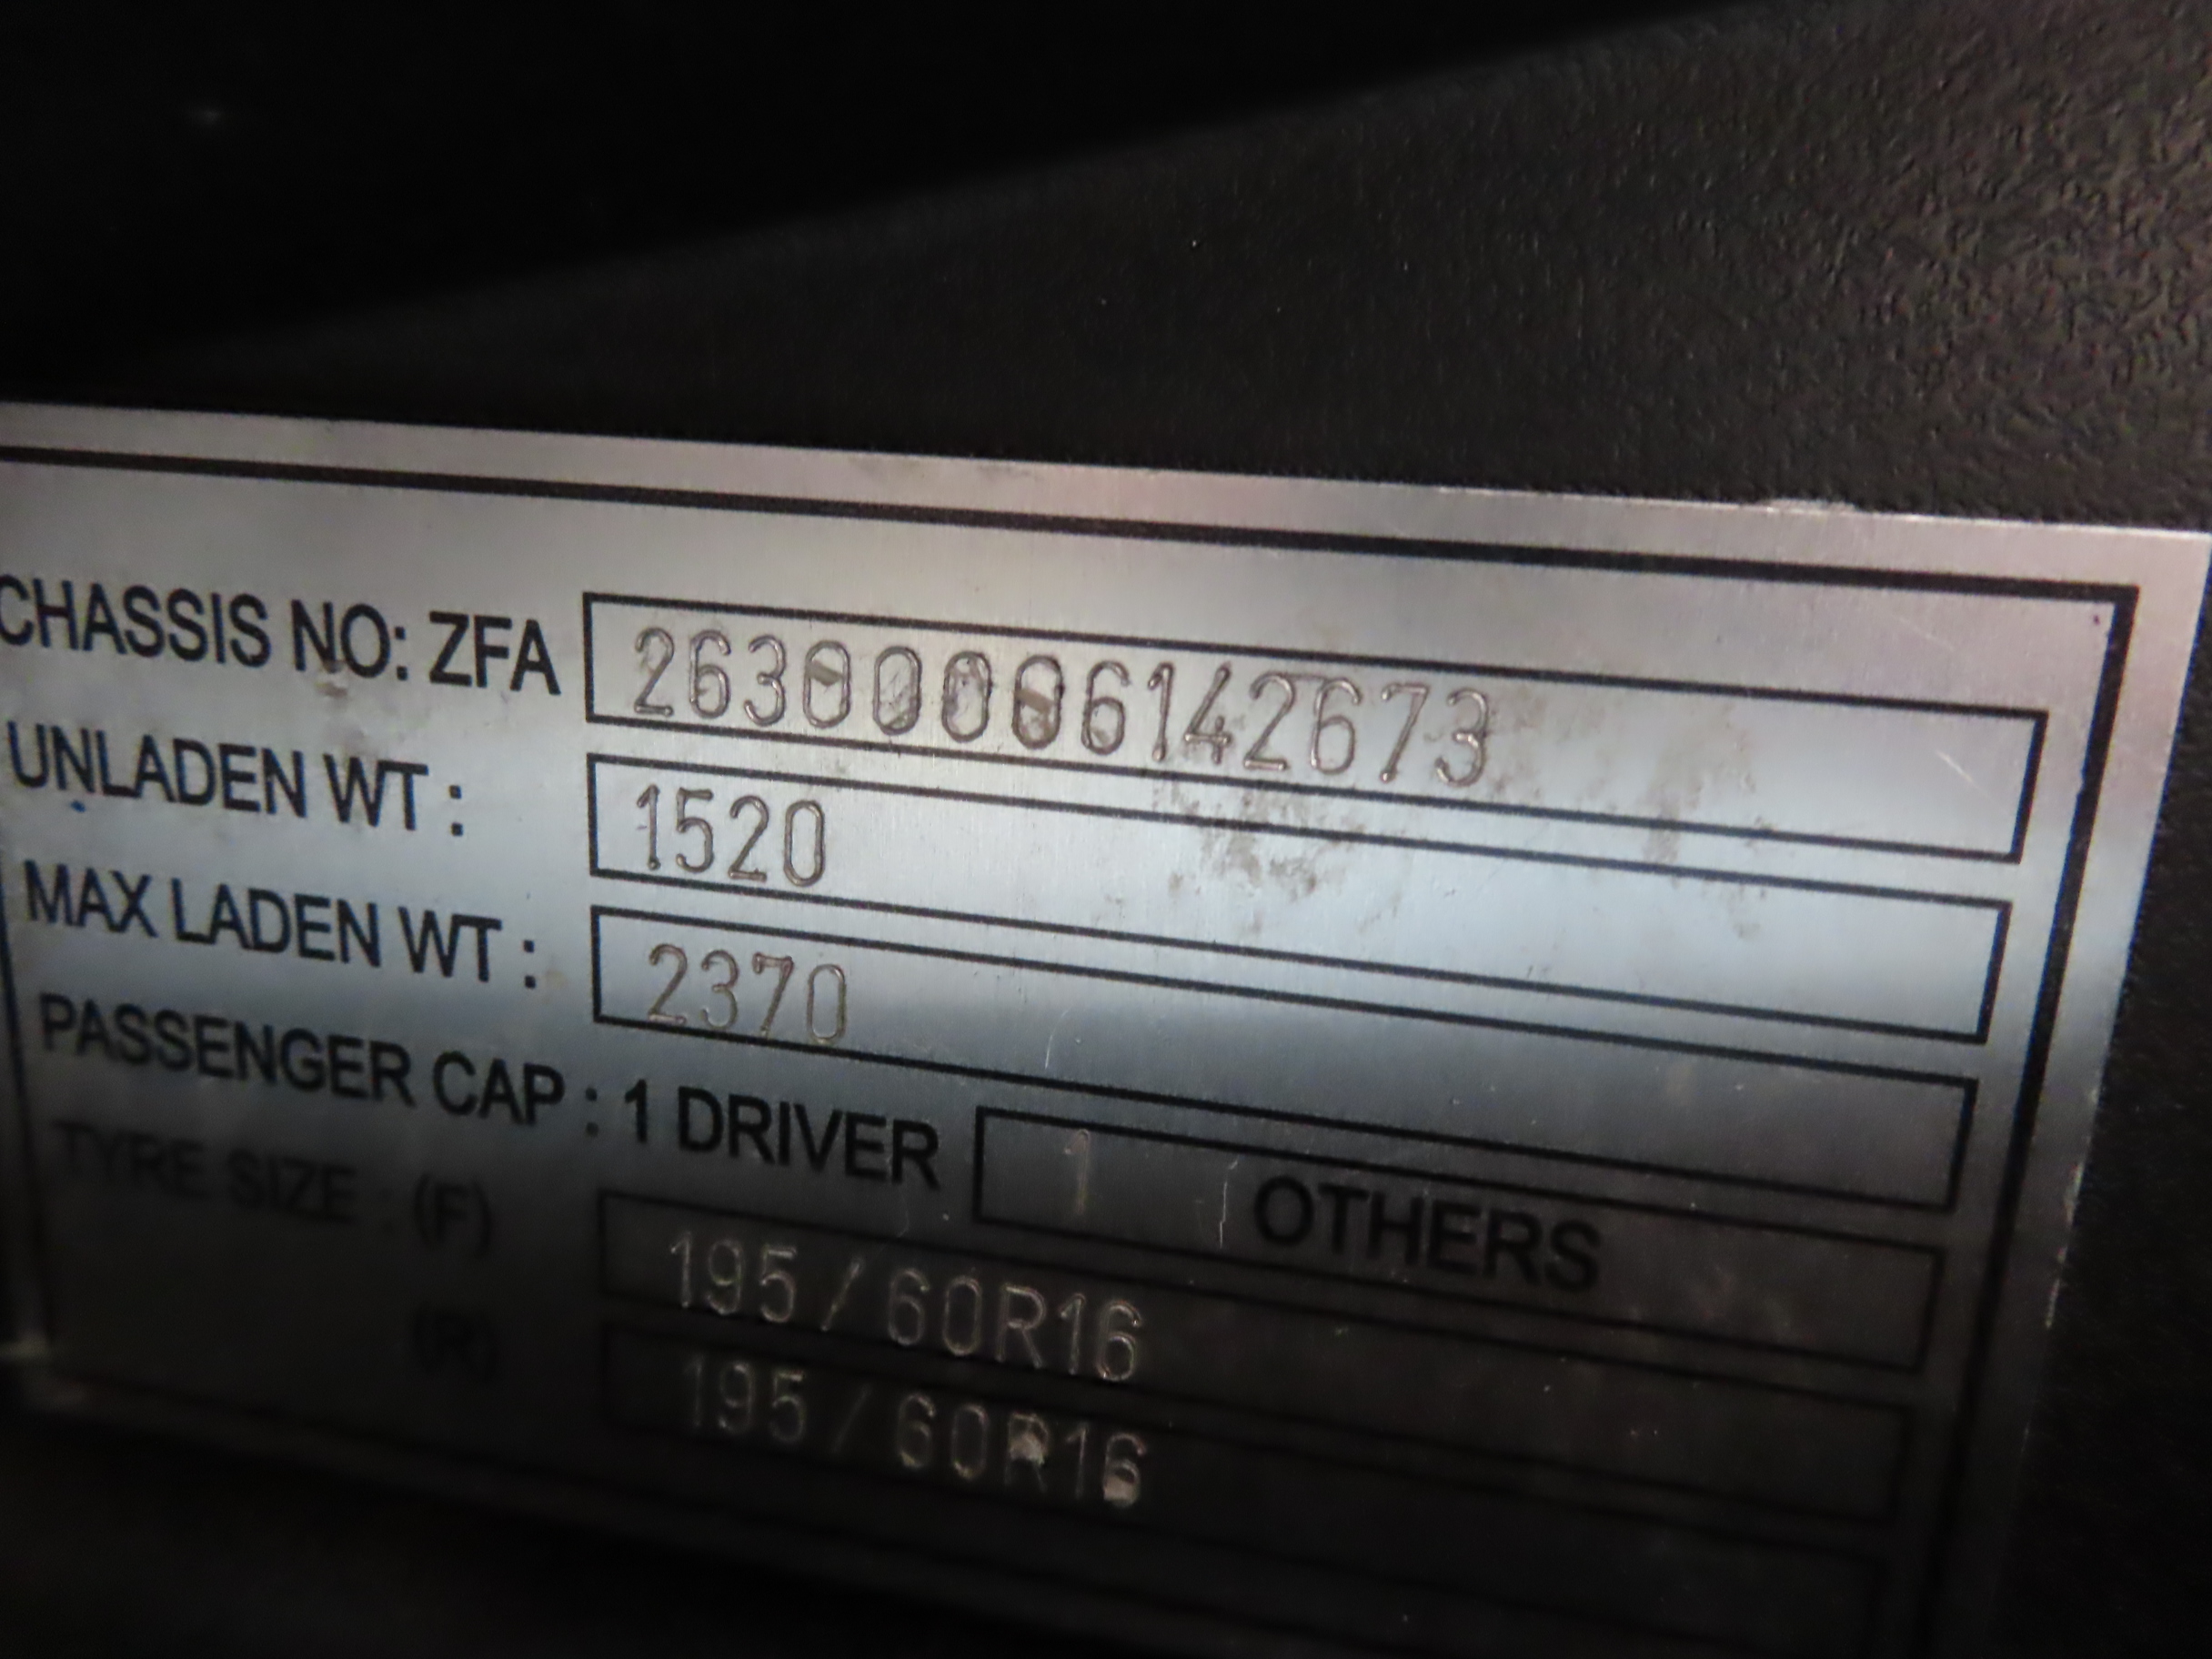 CHASSIS NO: ZFA 26300006142673
UNLADEN WT : 1520
MAX LADEN WT : 2370
PASSENGER CAP : 1 DRIVER 1 OTHERS
TYRE SIZE : (F) 195/60R16
(R) 195/60R16